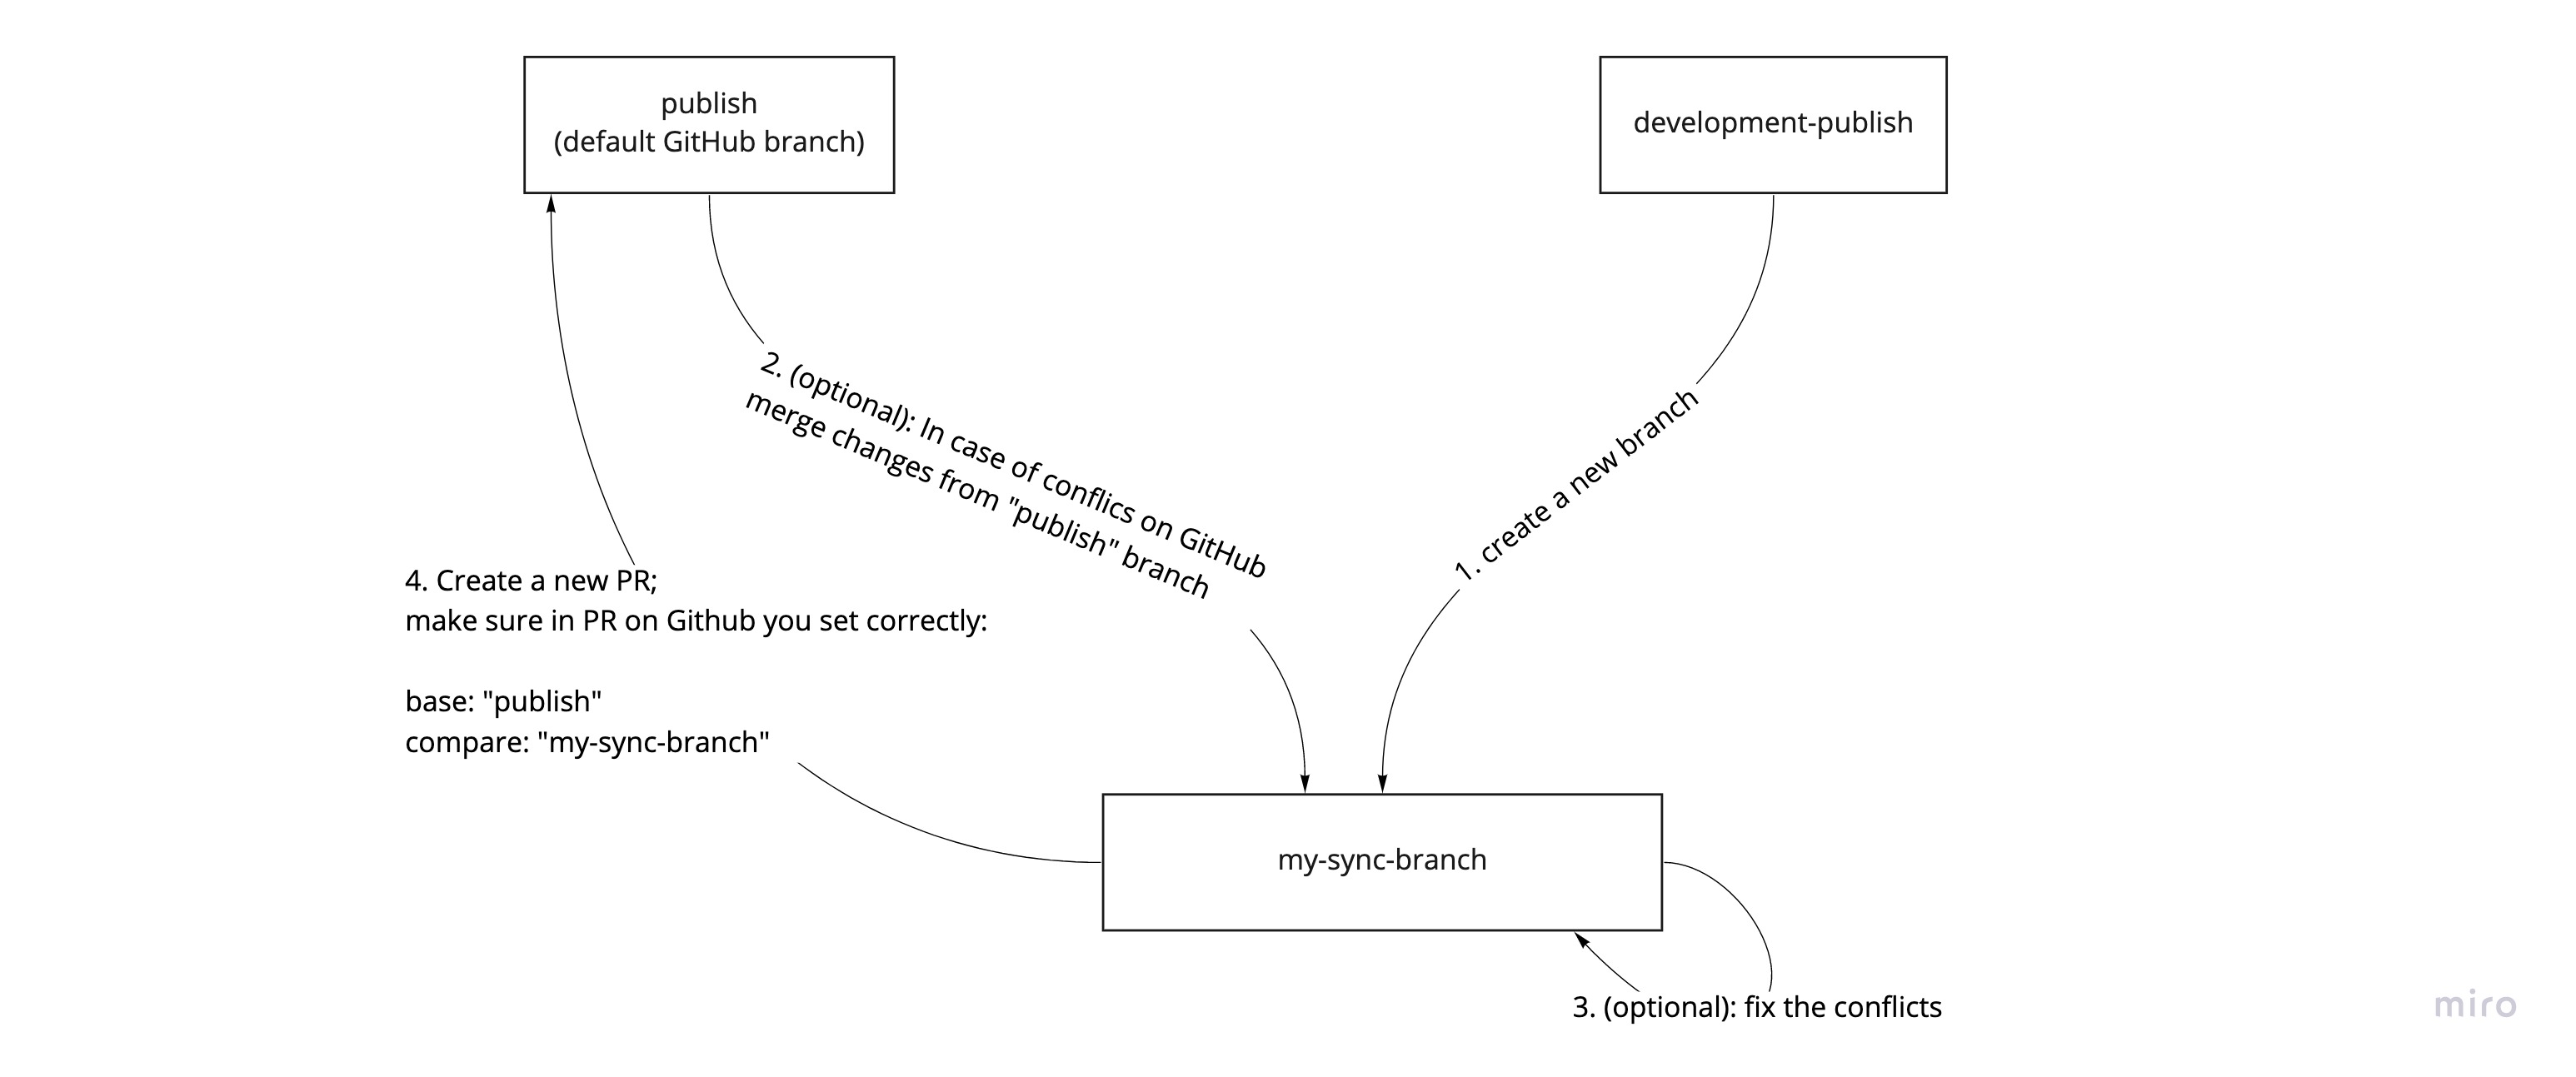 publish
(default GitHub branch)
development-publish
2. (optional): In case of conflics on GitHub
merge changes from "publish" branch
1. create a new branch
4. Create a new PR;
make sure in PR on Github you set correctly:
base: "publish"
compare: "my-sync-branch"
my-sync-branch
3. (optional): fix the conflicts
miro